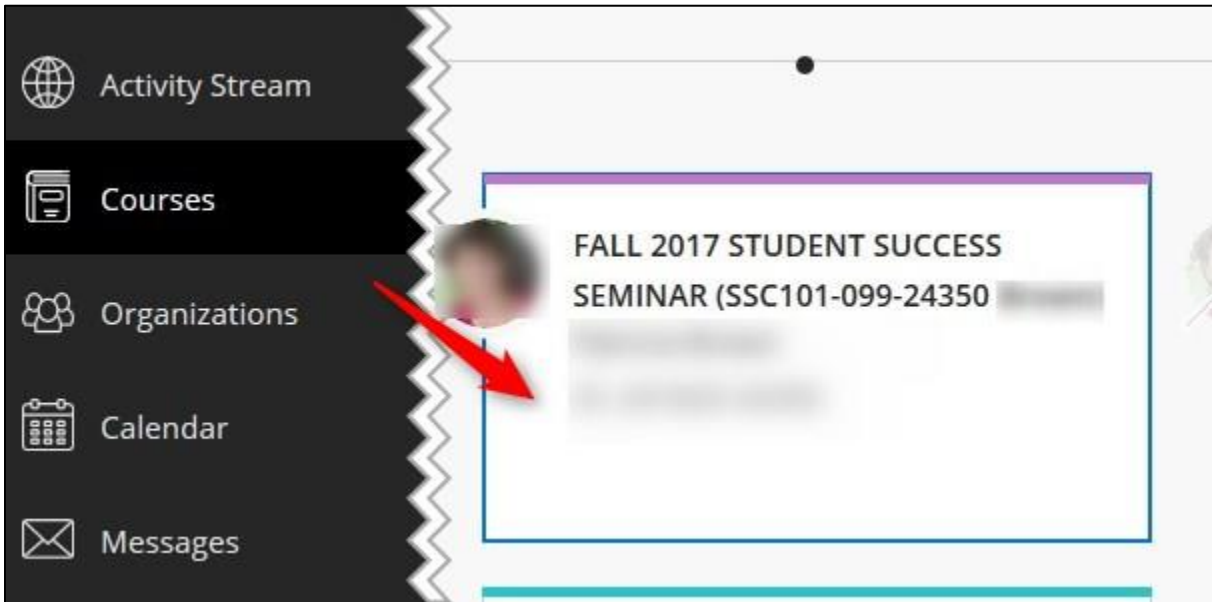 Activity Stream
Courses
Organizations
Calendar
Messages
FALL 2017 STUDENT SUCCESS
SEMINAR (SSC101-099-24350